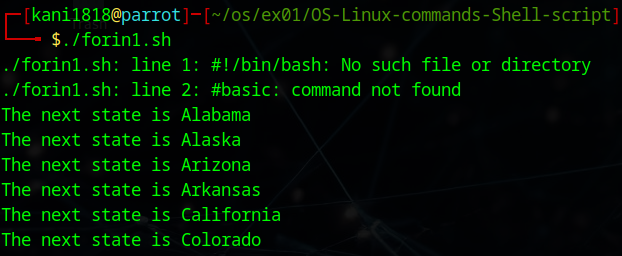 ┌─[kani1818@parrot]─[~/os/ex01/OS-Linux-commands-Shell-script]
└──╼ $./forin1.sh
./forin1.sh: line 1: #!/bin/bash: No such file or directory
./forin1.sh: line 2: #basic: command not found
The next state is Alabama
The next state is Alaska
The next state is Arizona
The next state is Arkansas
The next state is California
The next state is Colorado